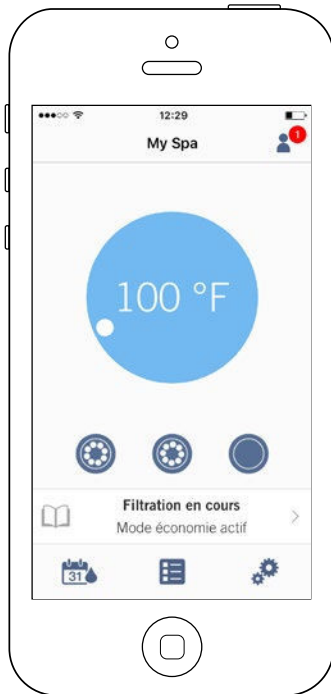 12:29
My Spa
1
100 °F
Filtration en cours
Mode économie actif
31